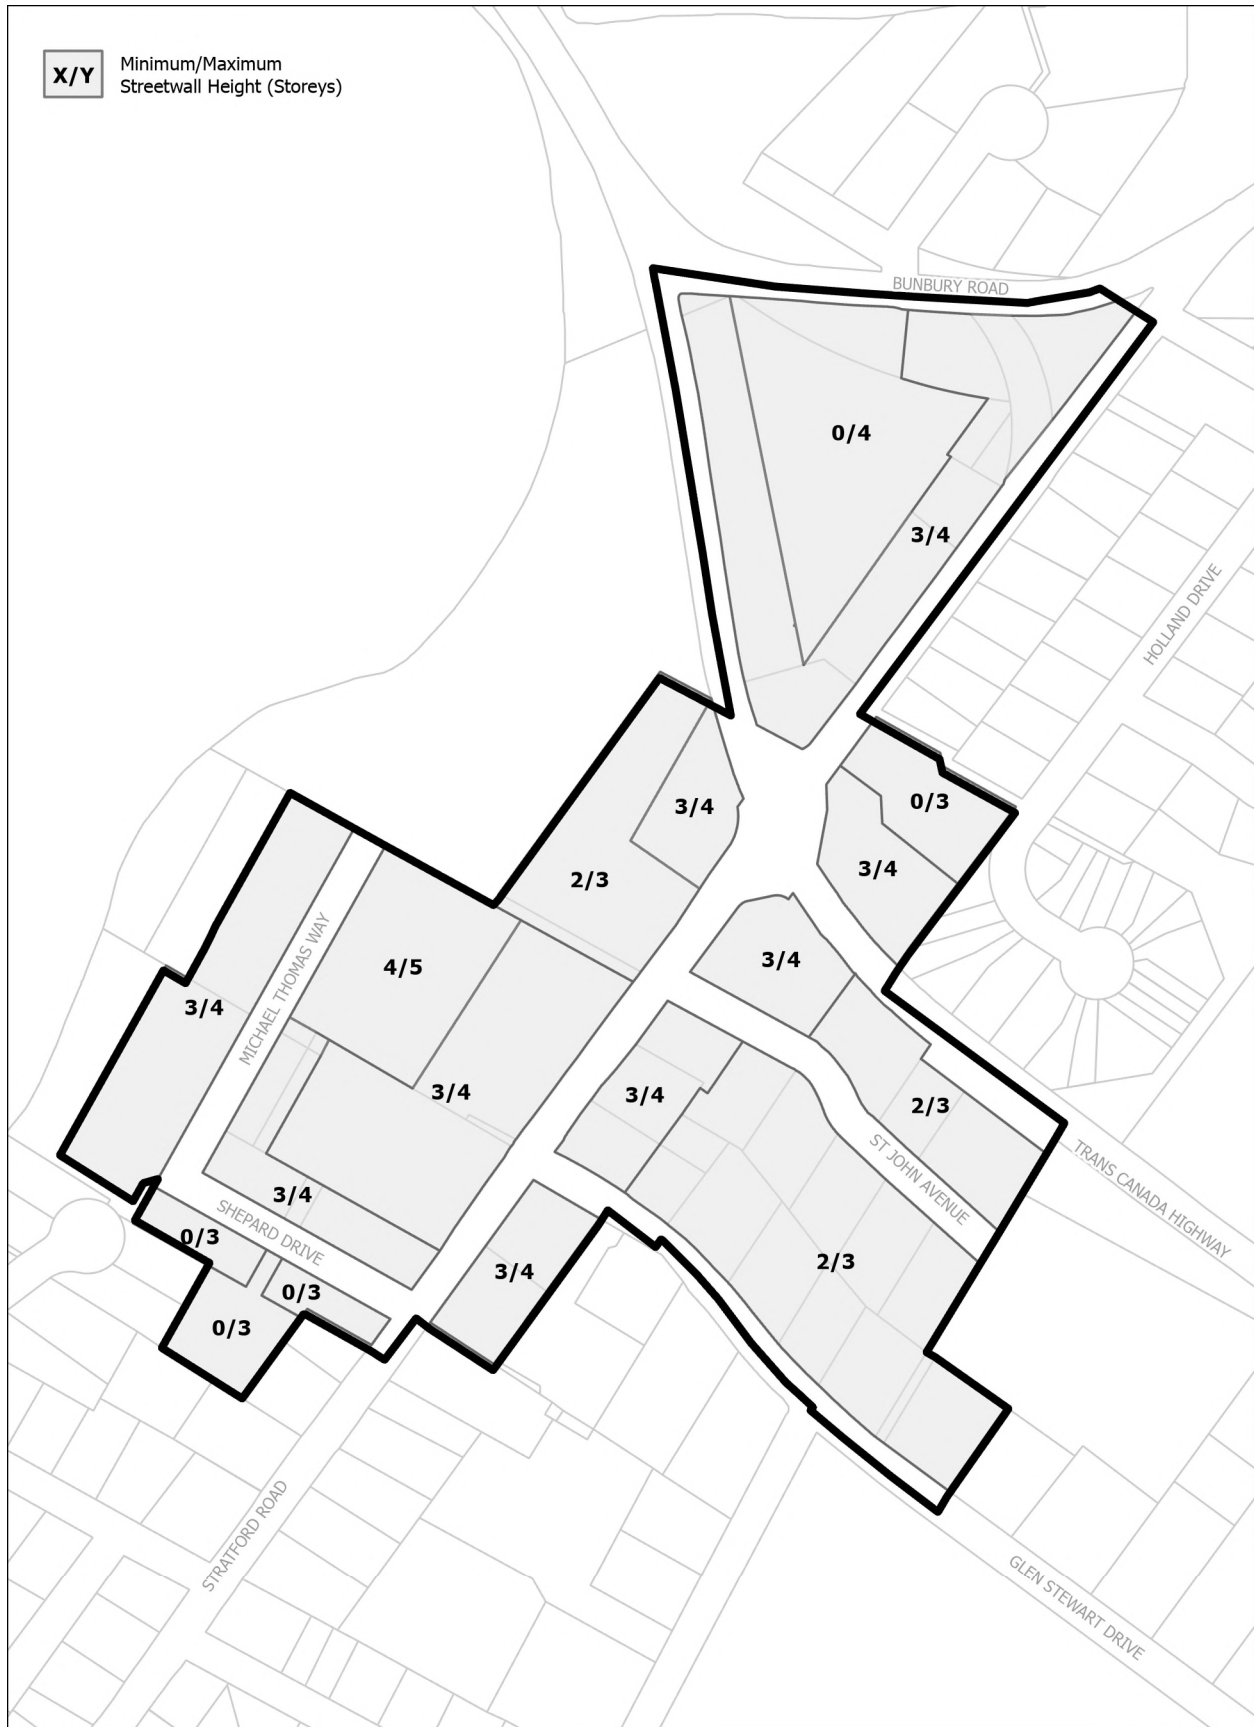 X/Y
Minimum/Maximum
Streetwall Height (Storeys)
BUNBURY ROAD
0/4
3/4
HOLLAND DRIVE
3/4
0/3
3/4
2/3
3/4
4/5
3/4
MICHAEL THOMAS WAY
3/4
3/4
2/3
ST JOHN AVENUE
TRANS CANADA HIGHWAY
3/4
SHEPARD DRIVE
0/3
2/3
3/4
0/3
0/3
STRATFORD ROAD
GLEN STEWART DRIVE